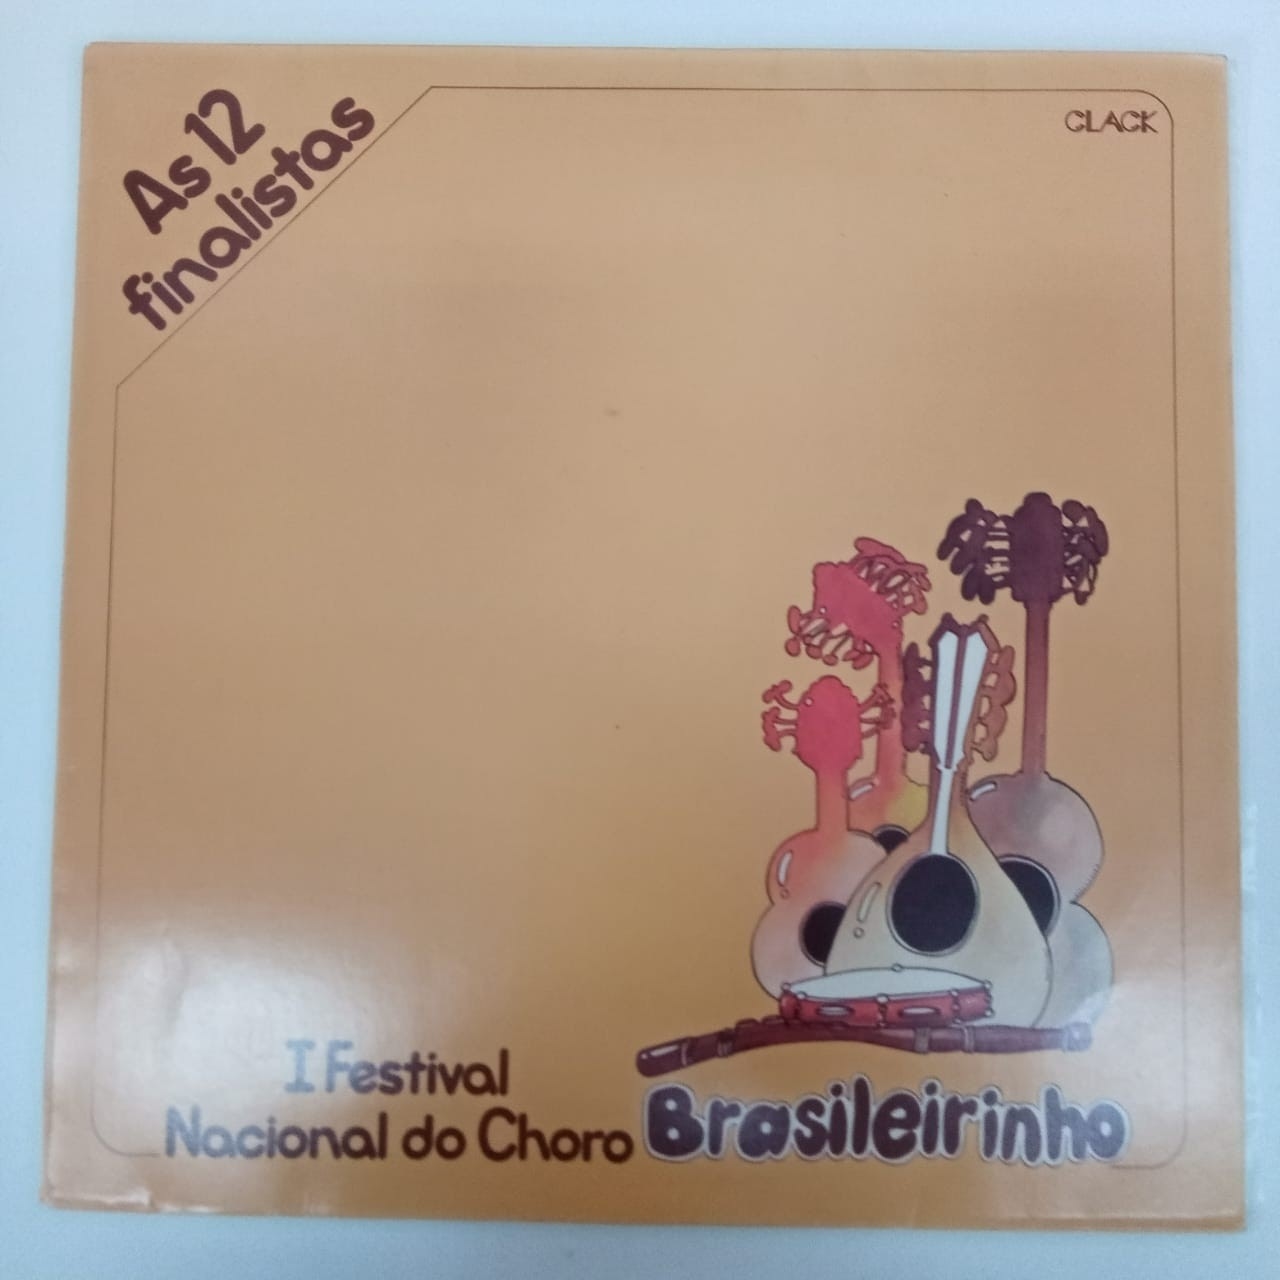 As 12
finalistas
CLACK
I Festival
Nacional do Choro
Brasileirinho